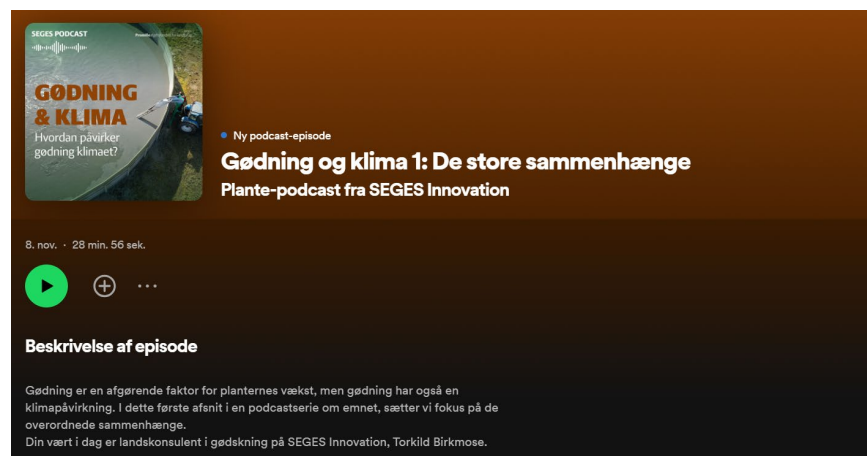 SEGES PODCAST
GØDNING
& KLIMA
Hvordan påvirker
gødning klimaet?
Ny podcast-episode
Gødning og klima 1: De store sammenhænge
Plante-podcast fra SEGES Innovation
8. nov. · 28 min. 56 sek.
Beskrivelse af episode
Gødning er en afgørende faktor for planternes vækst, men gødning har også en
klimapåvirkning. I dette første afsnit i en podcastserie om emnet, sætter vi fokus på de
overordnede sammenhænge.
Din vært i dag er landskonsulent i gødskning på SEGES Innovation, Torkild Birkmose.